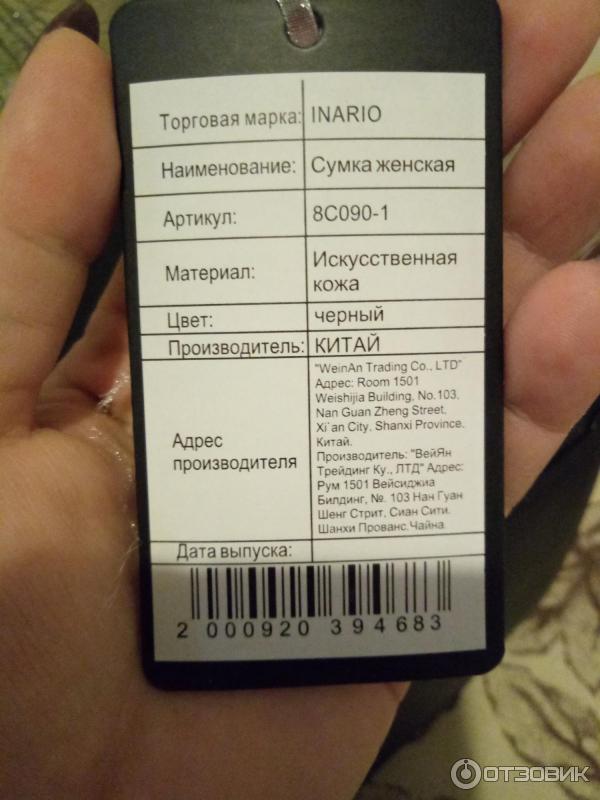 Торговая марка: INARIO
Наименование: Сумка женская
Артикул: 8С090-1
Материал: Искусственная
кожа
Цвет: черный
Производитель: КИТАЙ
Адрес
производителя
"WeinAn Trading Co., LTD"
Адрес: Room 1501
Weishijia Building, No.103,
Nan Guan Zheng Street,
Xi`an City, Shanxi Province,
Китай.
Производитель: "ВейЯн
Трейдинг Ку., ЛТД" Адрес:
Рум 1501 Вейсиджиа
Билдинг, №. 103 Нан Гуан
Шенг Стрит, Сиан Сити.
Шанхи Прованс.Чайна
Дата выпуска:
2 000920 394683
ОТЗОВИК